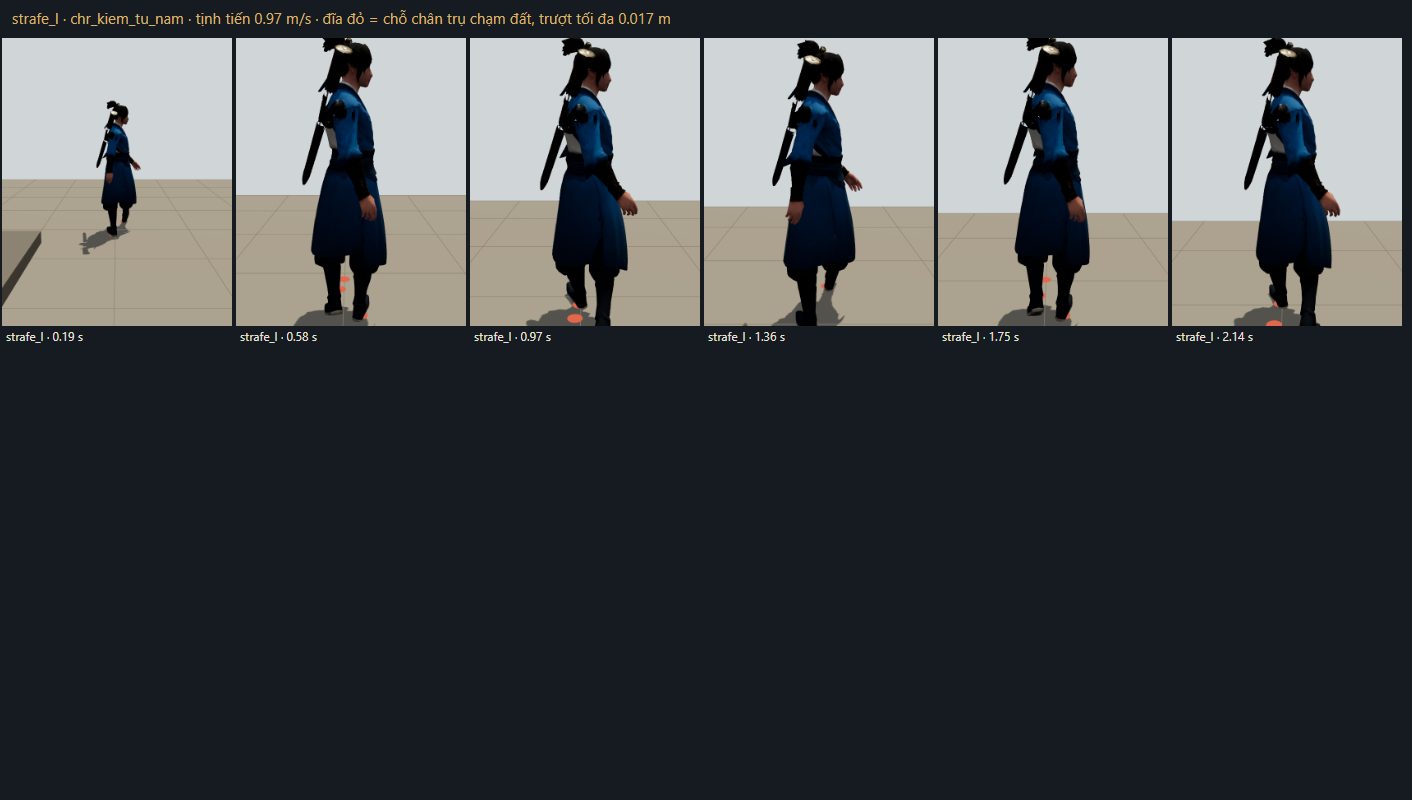 strafe_l · chr_kiem_tu_nam · tịnh tiến 0.97 m/s · đĩa đỏ = chỗ chân trụ chạm đất, trượt tối đa 0.017 m
strafe_l · 0.19 s
strafe_l · 0.58 s
strafe_l · 0.97 s
strafe_l · 1.36 s
strafe_l · 1.75 s
strafe_l · 2.14 s